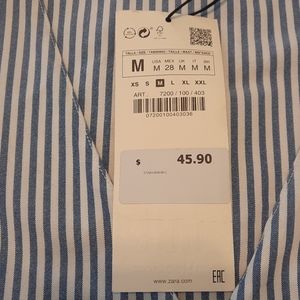 M
USA MEX UK IT
M 28 M M M
XS S M L XL XXL
ART.: 7200 / 100 / 403
07200100403036
$ 45.90
www.zara.com
EAC